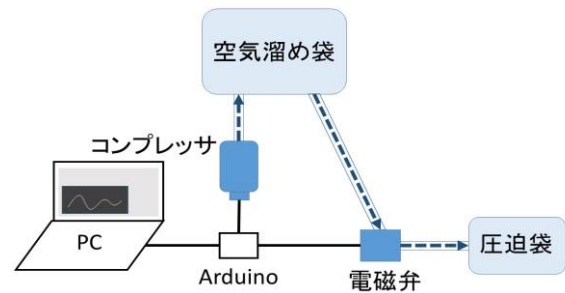 空気溜め袋
コンプレッサ
PC
Arduino
電磁弁
圧迫袋